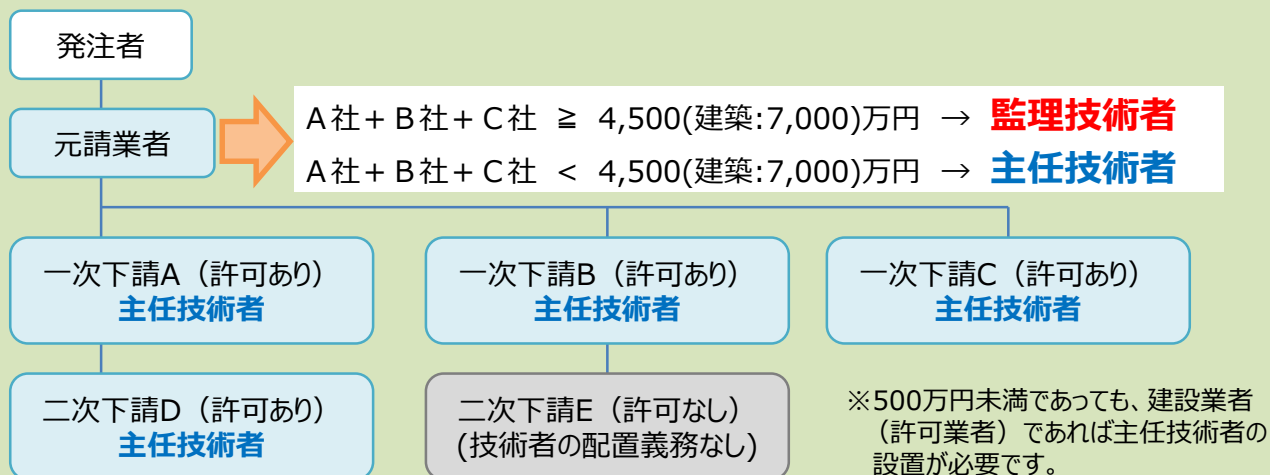 発注者
元請業者
A社＋B社＋C社 ≧ 4,500(建築:7,000)万円 → 監理技術者
A社＋B社＋C社 < 4,500(建築:7,000)万円 → 主任技術者
一次下請A（許可あり）
主任技術者
一次下請B（許可あり）
主任技術者
一次下請C（許可あり）
主任技術者
二次下請D（許可あり）
主任技術者
二次下請E（許可なし）
(技術者の配置義務なし)
※500万円未満であっても、建設業者
（許可業者）であれば主任技術者の
設置が必要です。